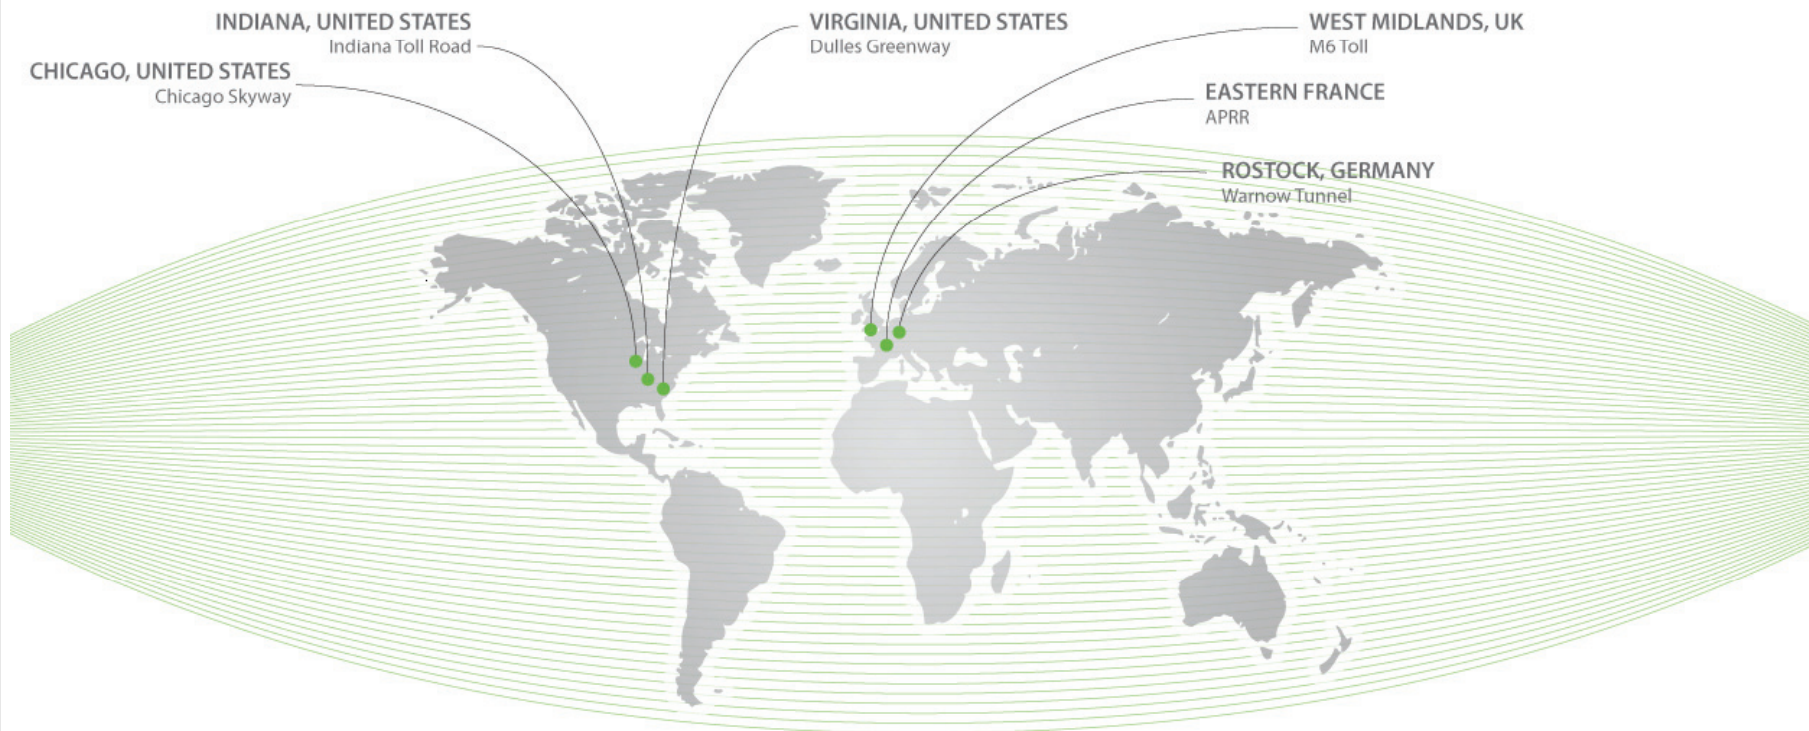 INDIANA, UNITED STATES
Indiana Toll Road
CHICAGO, UNITED STATES
Chicago Skyway
VIRGINIA, UNITED STATES
Dulles Greenway
WEST MIDLANDS, UK
M6 Toll
EASTERN FRANCE
APRR
ROSTOCK, GERMANY
Warnow Tunnel